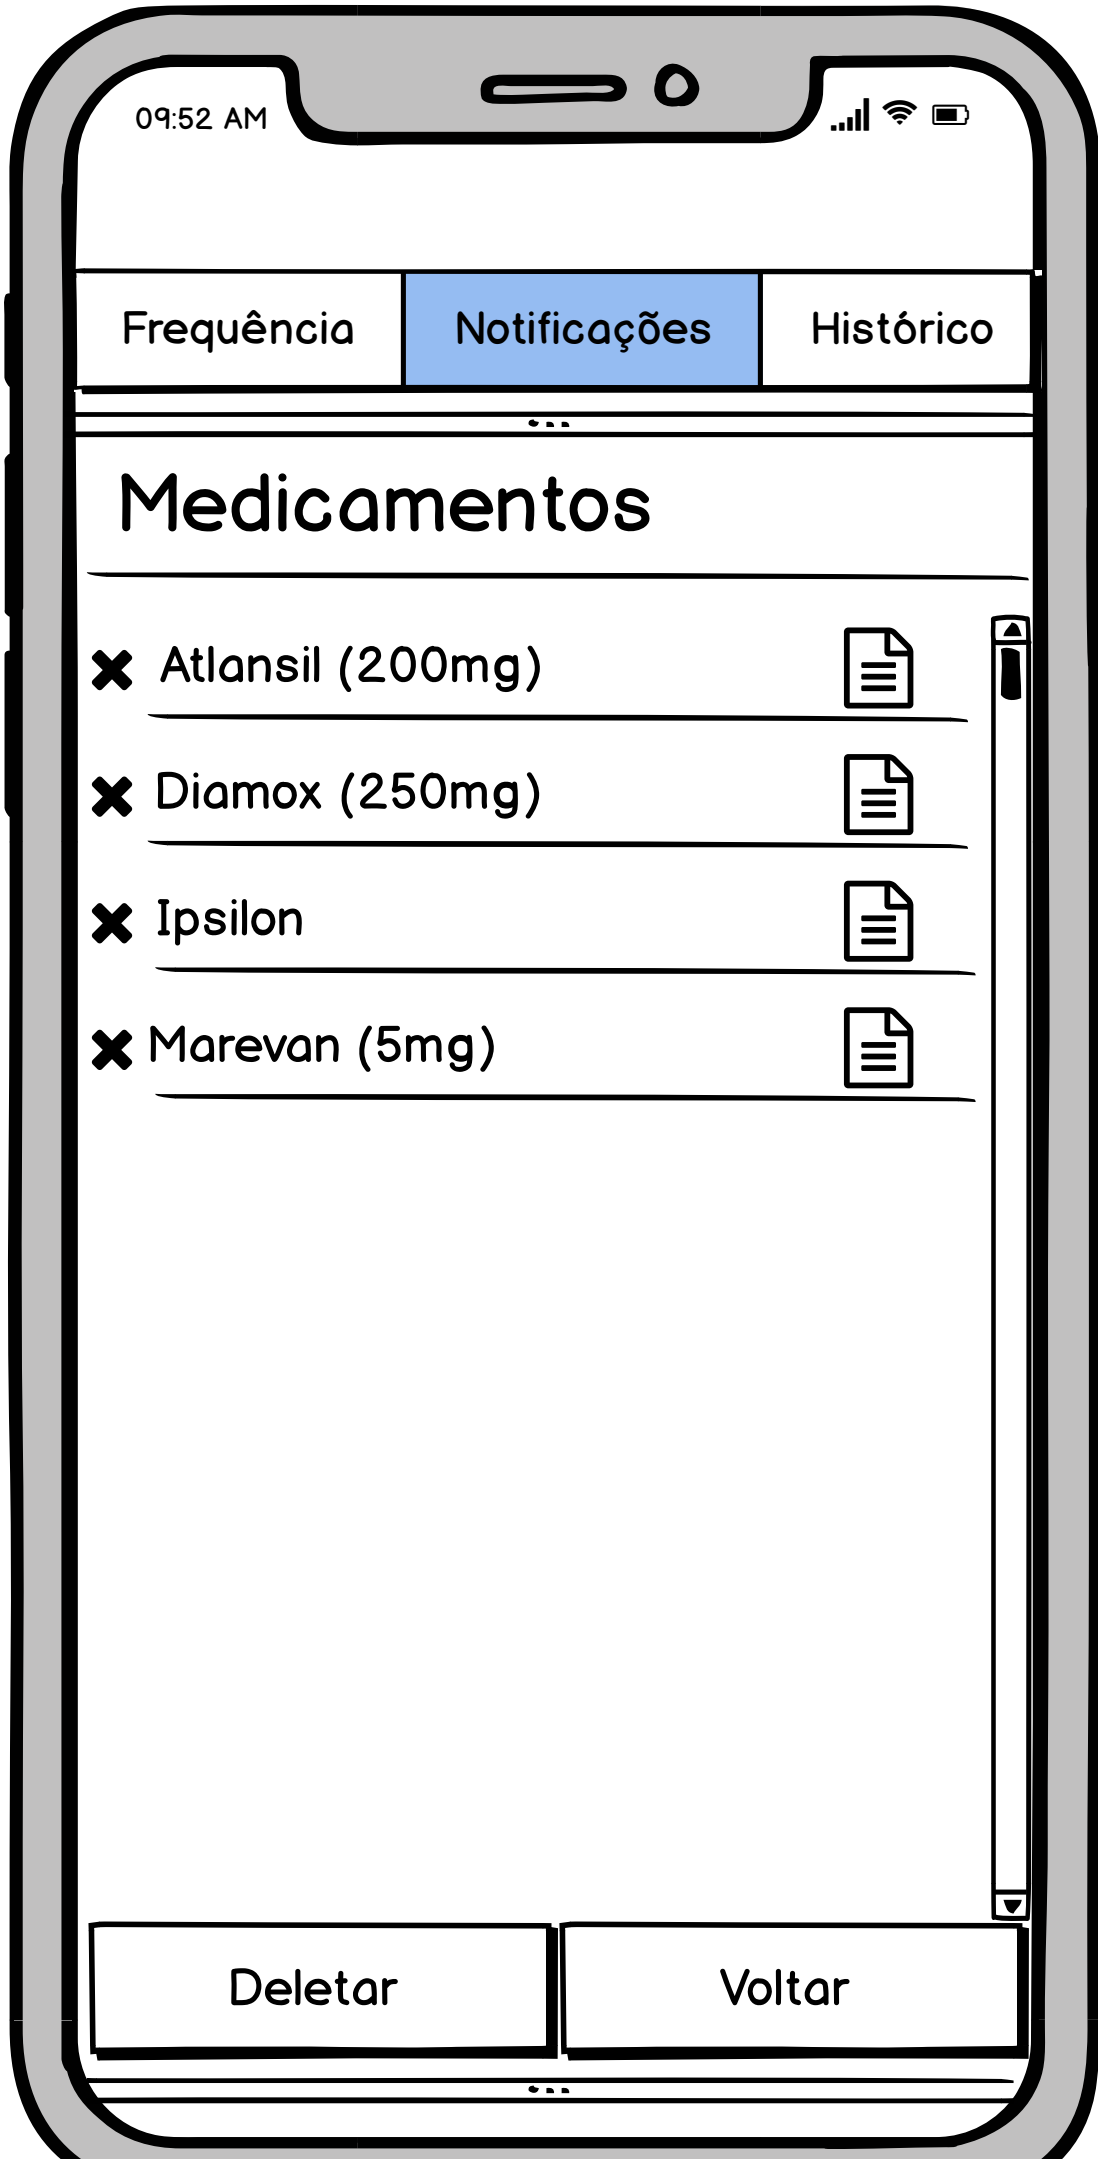 09:52 AM
Frequência Notificações Histórico
Medicamentos
Atlansil (200mg)
Diamox (250mg)
Ipsilon
Marevan (5mg)
Deletar Voltar